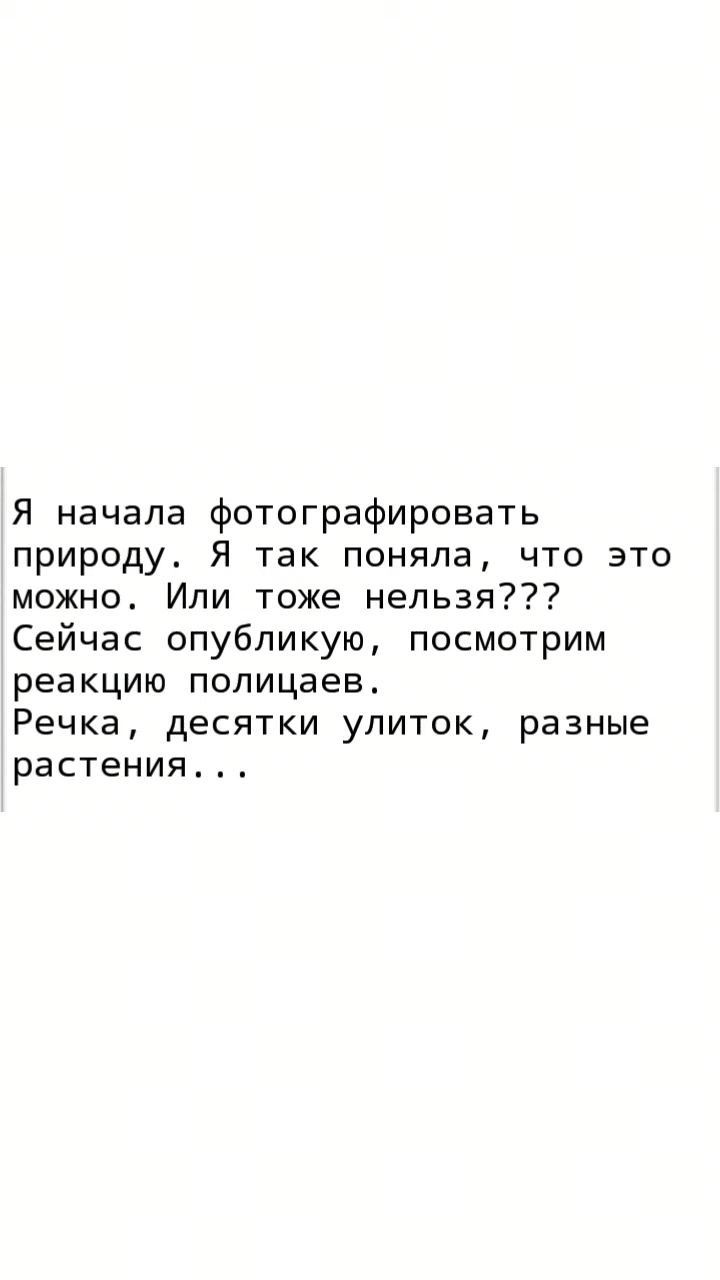 Я начала фотографировать
природу. Я так поняла, что это
можно. Или тоже нельзя???
Сейчас опубликую, посмотрим
реакцию полицаев.
Речка, десятки улиток, разные
растения...